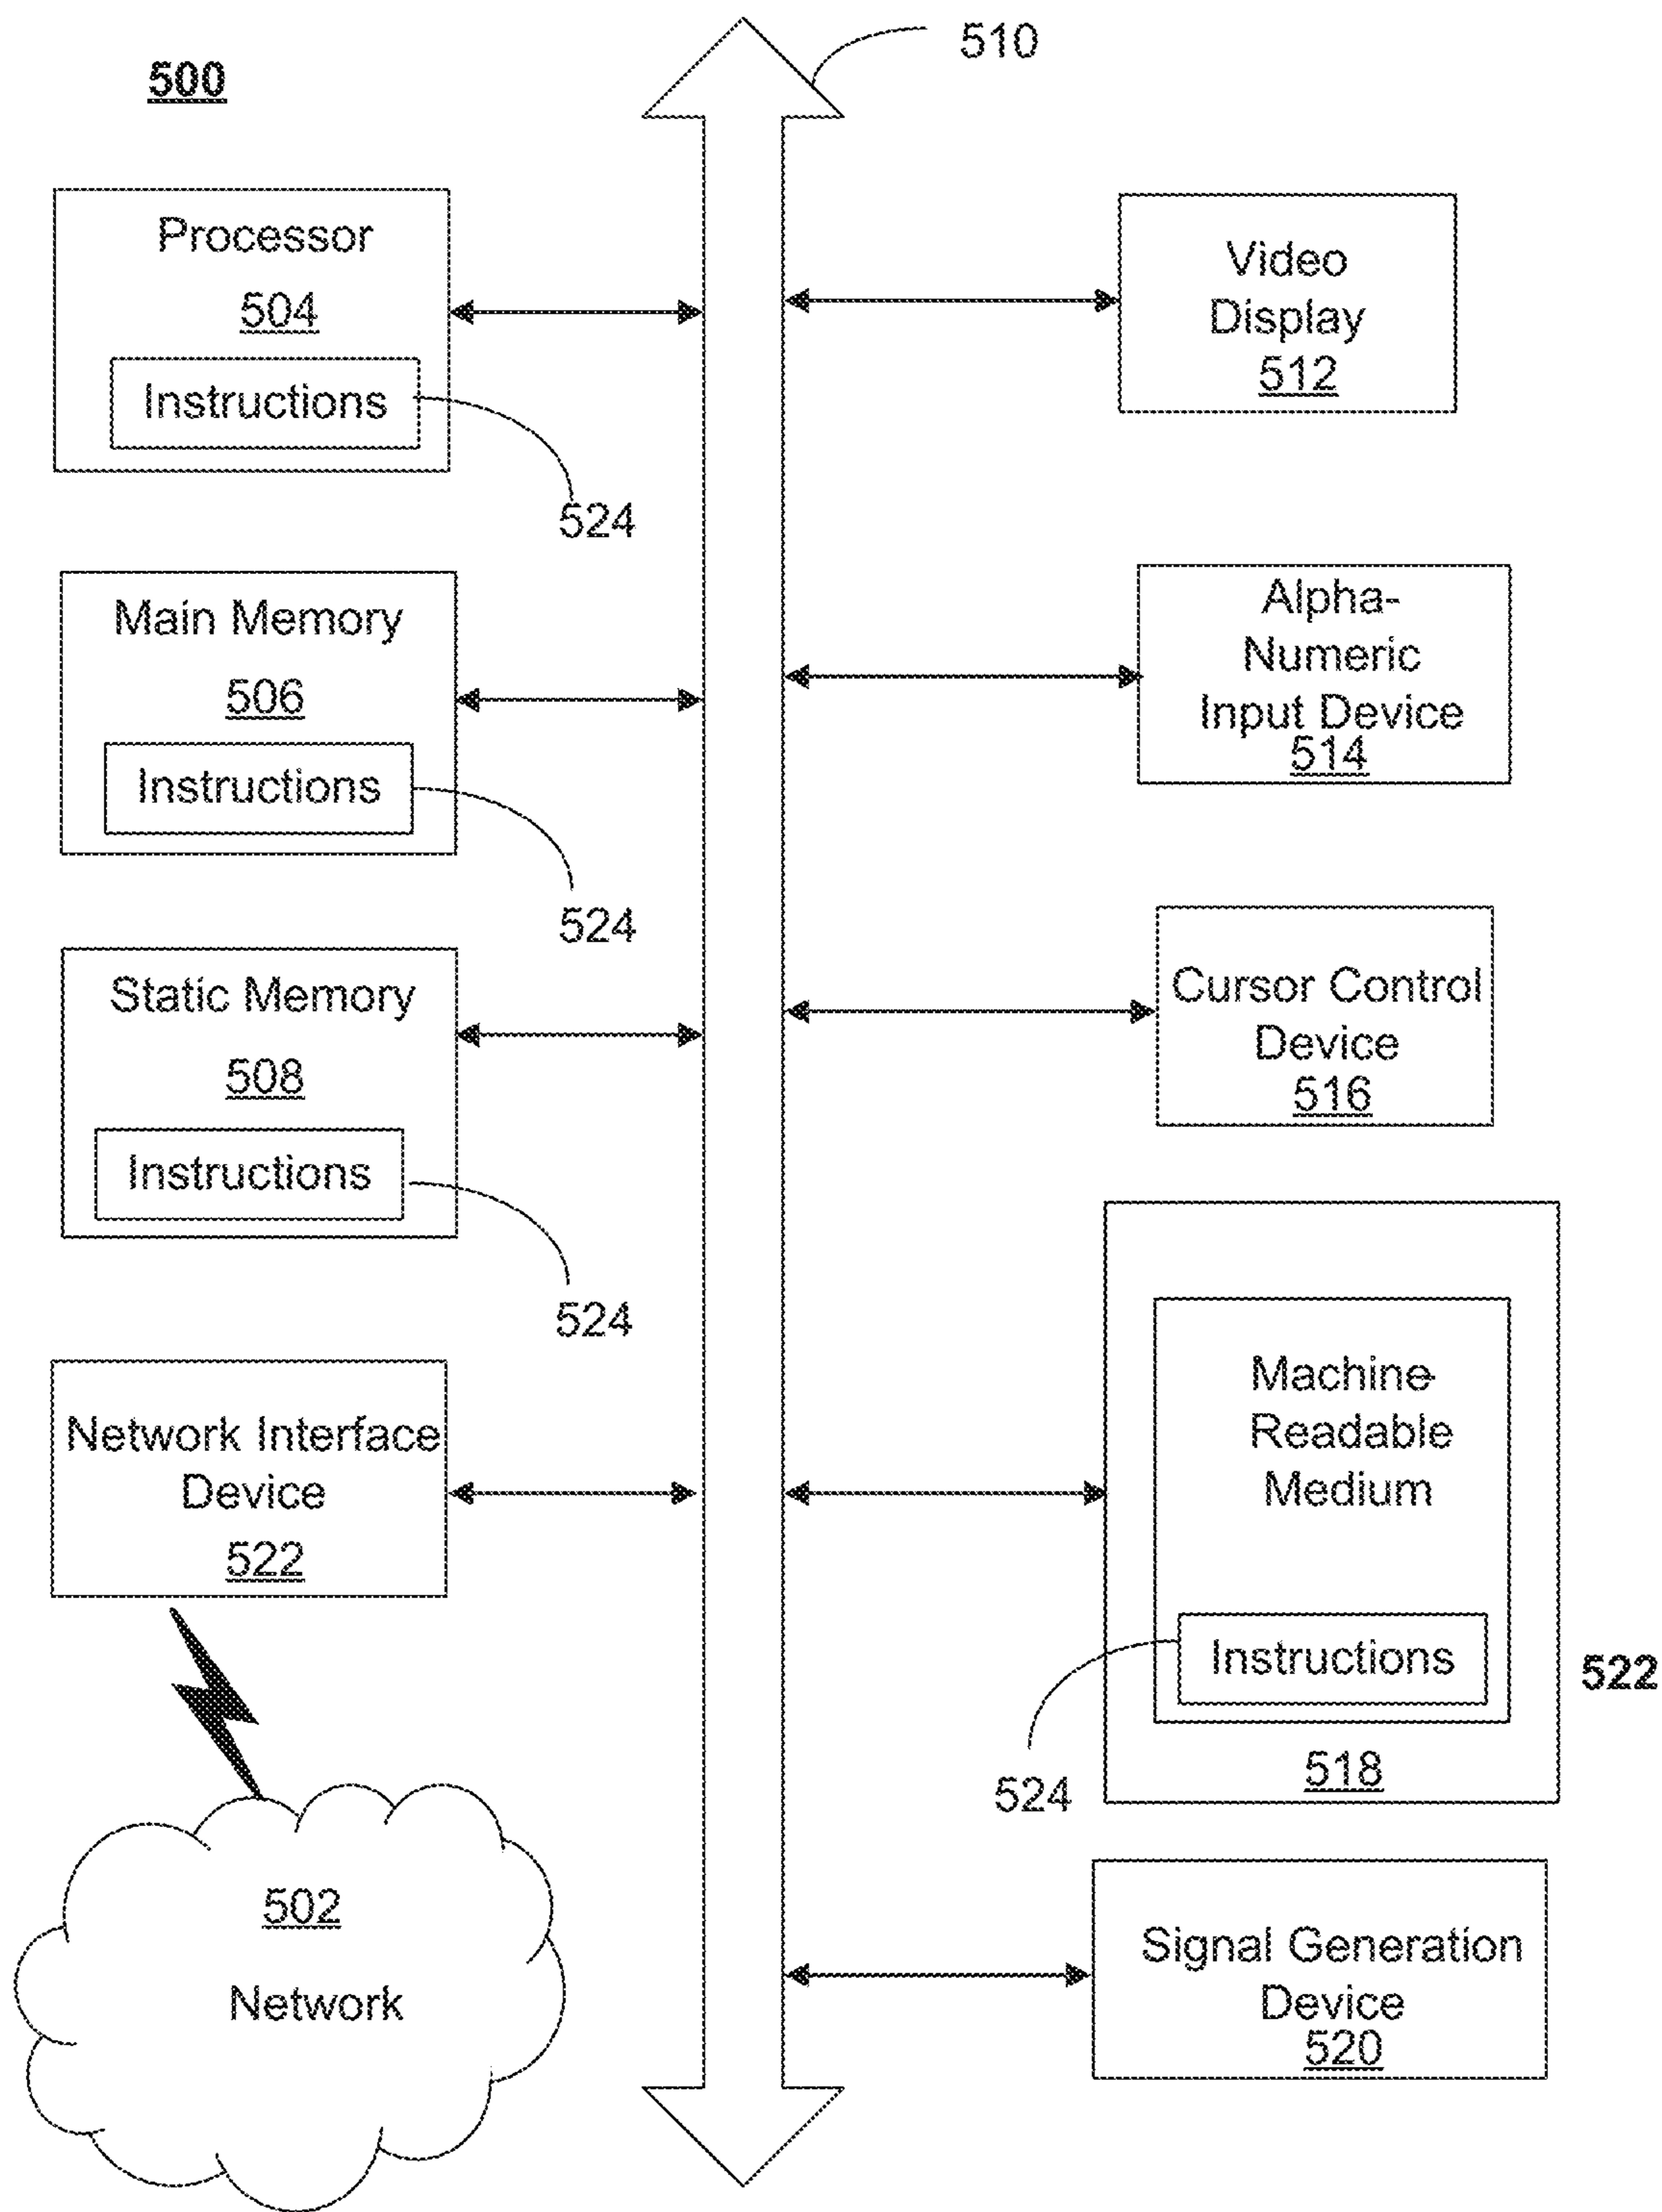 500
510
Processor
504
Instructions
524
Main Memory
506
Instructions
524
Static Memory
508
Instructions
524
Network Interface
Device
522
502
Network
Video
Display
512
Alpha-
Numeric
Input Device
514
Cursor Control
Device
516
Machine-
Readable
Medium
Instructions
524
518
522
Signal Generation
Device
520